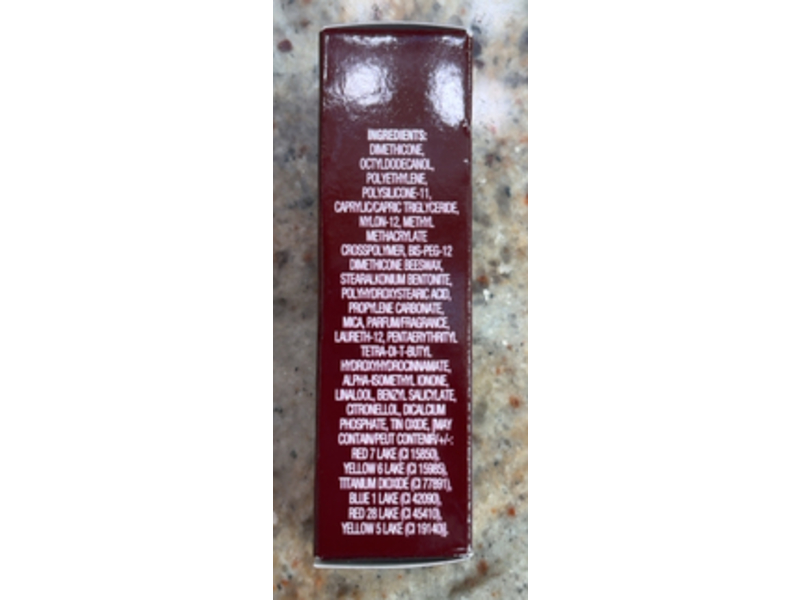 INGREDIENTS:
DIMETHICONE,
OCTYLDODECANOL,
POLYETHYLENE,
POLYSILICONE-11,
CAPRYLIC/CAPRIC TRIGLYCERIDE,
NYLON-12, METHYL
METHACRYLATE
CROSSPOLYMER, BIS-PEG-12
DIMETHICONE BEESWAX,
STEARALKONIUM BENTONITE,
POLYHYDROXYSTEARIC ACID,
PROPYLENE CARBONATE,
MICA, PARFUM/FRAGRANCE,
LAURETH-12, PENTAERYTHRITYL
TETRA-DI-T-BUTYL
HYDROXYHYDROCINNAMATE,
ALPHA-ISOMETHYL IONONE,
LINALOOL, BENZYL SALICYLATE,
CITRONELLOL, DICALCIUM
PHOSPHATE, TIN OXIDE, [MAY
CONTAIN/PEUT CONTENIR/+/-:
RED 7 LAKE (CI 15850),
YELLOW 6 LAKE (CI 15985),
TITANIUM DIOXIDE (CI 77891),
BLUE 1 LAKE (CI 42090),
RED 28 LAKE (CI 45410),
YELLOW 5 LAKE (CI 19140)].